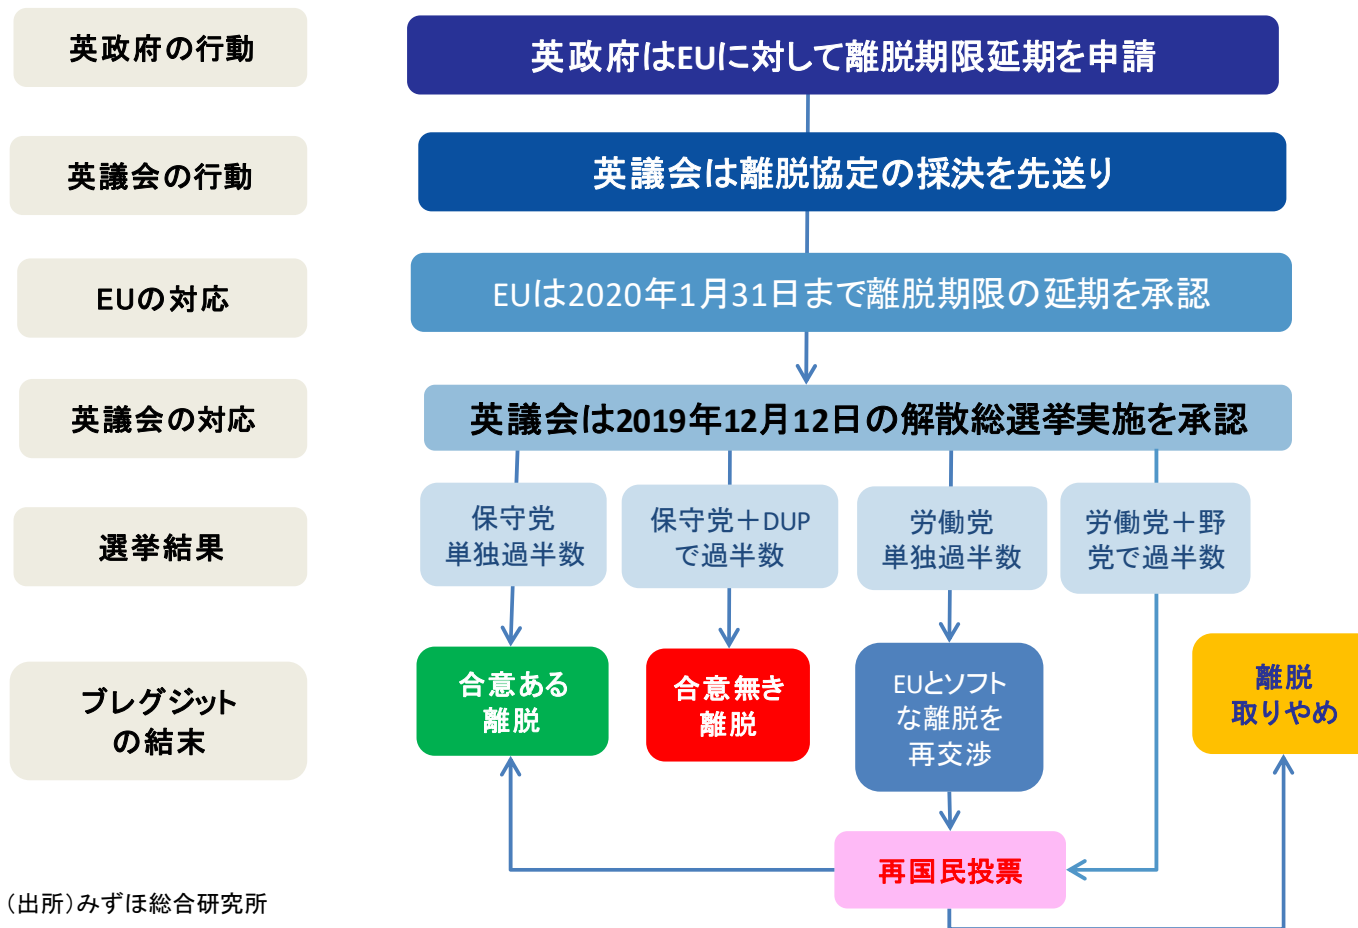 英政府の行動
英政府はEUに対して離脱期限延期を申請
英議会の行動
英議会は離脱協定の採決を先送り
EUの対応
EUは2020年1月31日まで離脱期限の延期を承認
英議会の対応
英議会は2019年12月12日の解散総選挙実施を承認
選挙結果
保守党
単独過半数
保守党＋DUP
で過半数
労働党
単独過半数
労働党＋野
党で過半数
ブレグジット
の結末
合意ある
離脱
合意無き
離脱
EUとソフト
な離脱を
再交渉
離脱
取りやめ
再国民投票
（出所）みずほ総合研究所